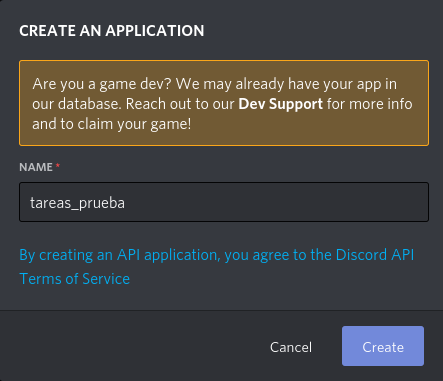 CREATE AN APPLICATION
Are you a game dev? We may already have your app in
our database. Reach out to our Dev Support for more info
and to claim your game!
NAME *
tareas_prueba
By creating an API application, you agree to the Discord API
Terms of Service
Cancel
Create